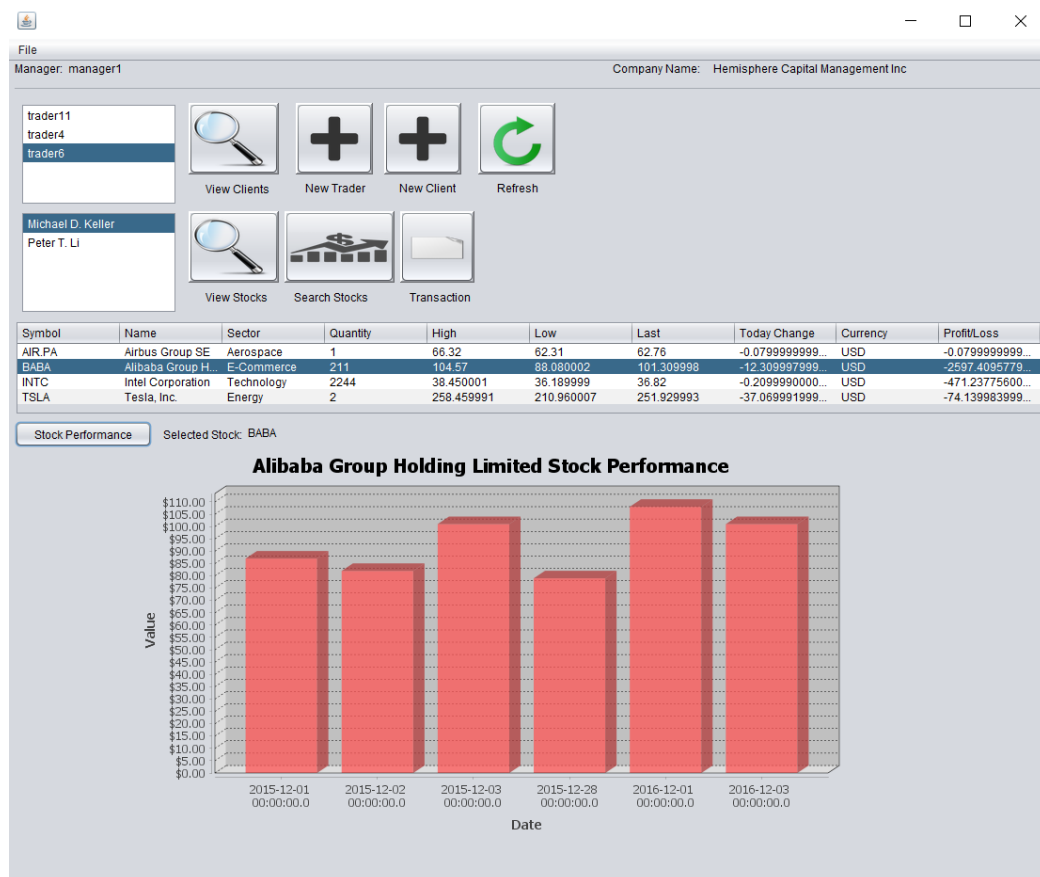 File
Manager: manager1 Company Name: Hemisphere Capital Management Inc
trader11
trader4
trader6
View Clients New Trader New Client Refresh
Michael D. Keller
Peter T. Li
View Stocks Search Stocks Transaction
Symbol Name Sector Quantity High Low Last Today Change Currency Profit/Loss
AIR.PA Airbus Group SE Aerospace 1 66.32 62.31 62.76 -0.0799999999... USD -0.0799999999...
BABA Alibaba Group H... E-Commerce 211 104.57 88.080002 101.309998 -12.309997999... USD -2597.4095779...
INTC Intel Corporation Technology 2244 38.450001 36.189999 36.82 -0.2099990000... USD -471.23775600...
TSLA Tesla, Inc. Energy 2 258.459991 210.960007 251.929993 -37.069991999... USD -74.139983999...
Stock Performance Selected Stock: BABA
Alibaba Group Holding Limited Stock Performance
$110.00
$105.00
$100.00
$95.00
$90.00
$85.00
$80.00
$75.00
$70.00
$65.00
$60.00
$55.00
$50.00
$45.00
$40.00
$35.00
$30.00
$25.00
$20.00
$15.00
$10.00
$5.00
$0.00
Value
2015-12-01 2015-12-02 2015-12-03 2015-12-28 2016-12-01 2016-12-03
00:00:00.0 00:00:00.0 00:00:00.0 00:00:00.0 00:00:00.0 00:00:00.0
Date